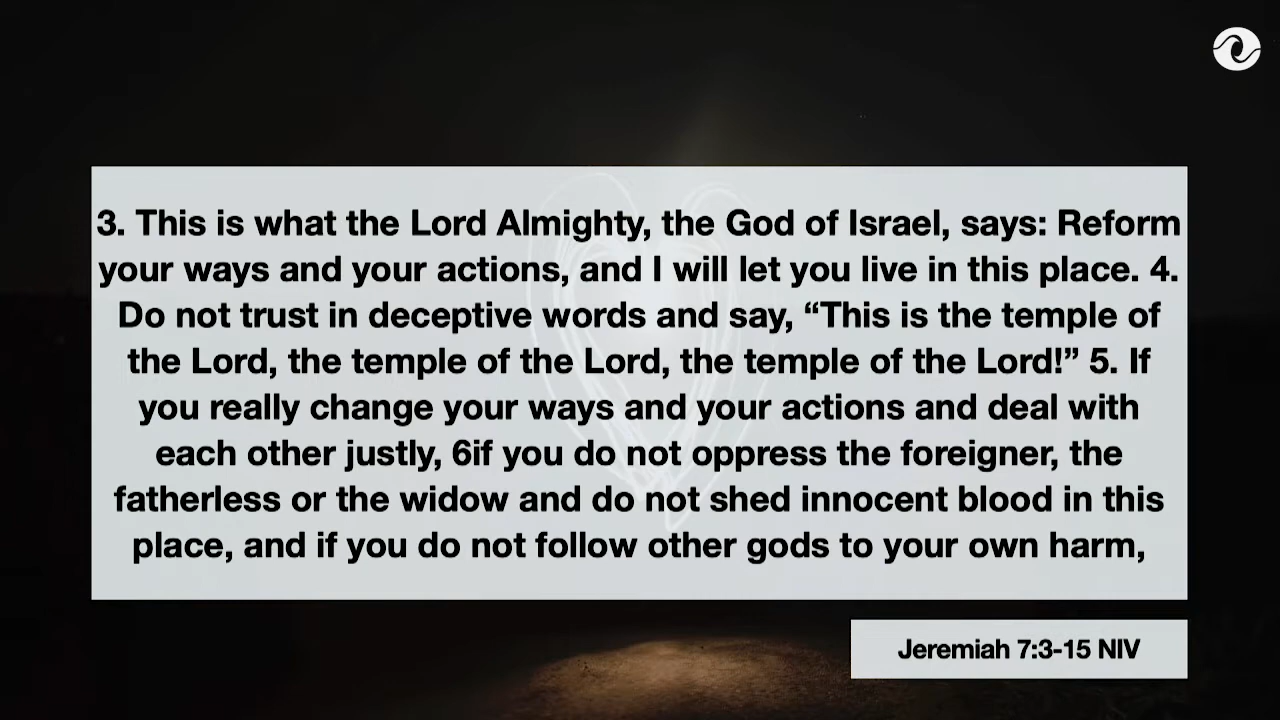 3. This is what the Lord Almighty, the God of Israel, says: Reform
your ways and your actions, and I will let you live in this place. 4.
Do not trust in deceptive words and say, “This is the temple of
the Lord, the temple of the Lord, the temple of the Lord!” 5. If
you really change your ways and your actions and deal with
each other justly, 6if you do not oppress the foreigner, the
fatherless or the widow and do not shed innocent blood in this
place, and if you do not follow other gods to your own harm,
Jeremiah 7:3-15 NIV